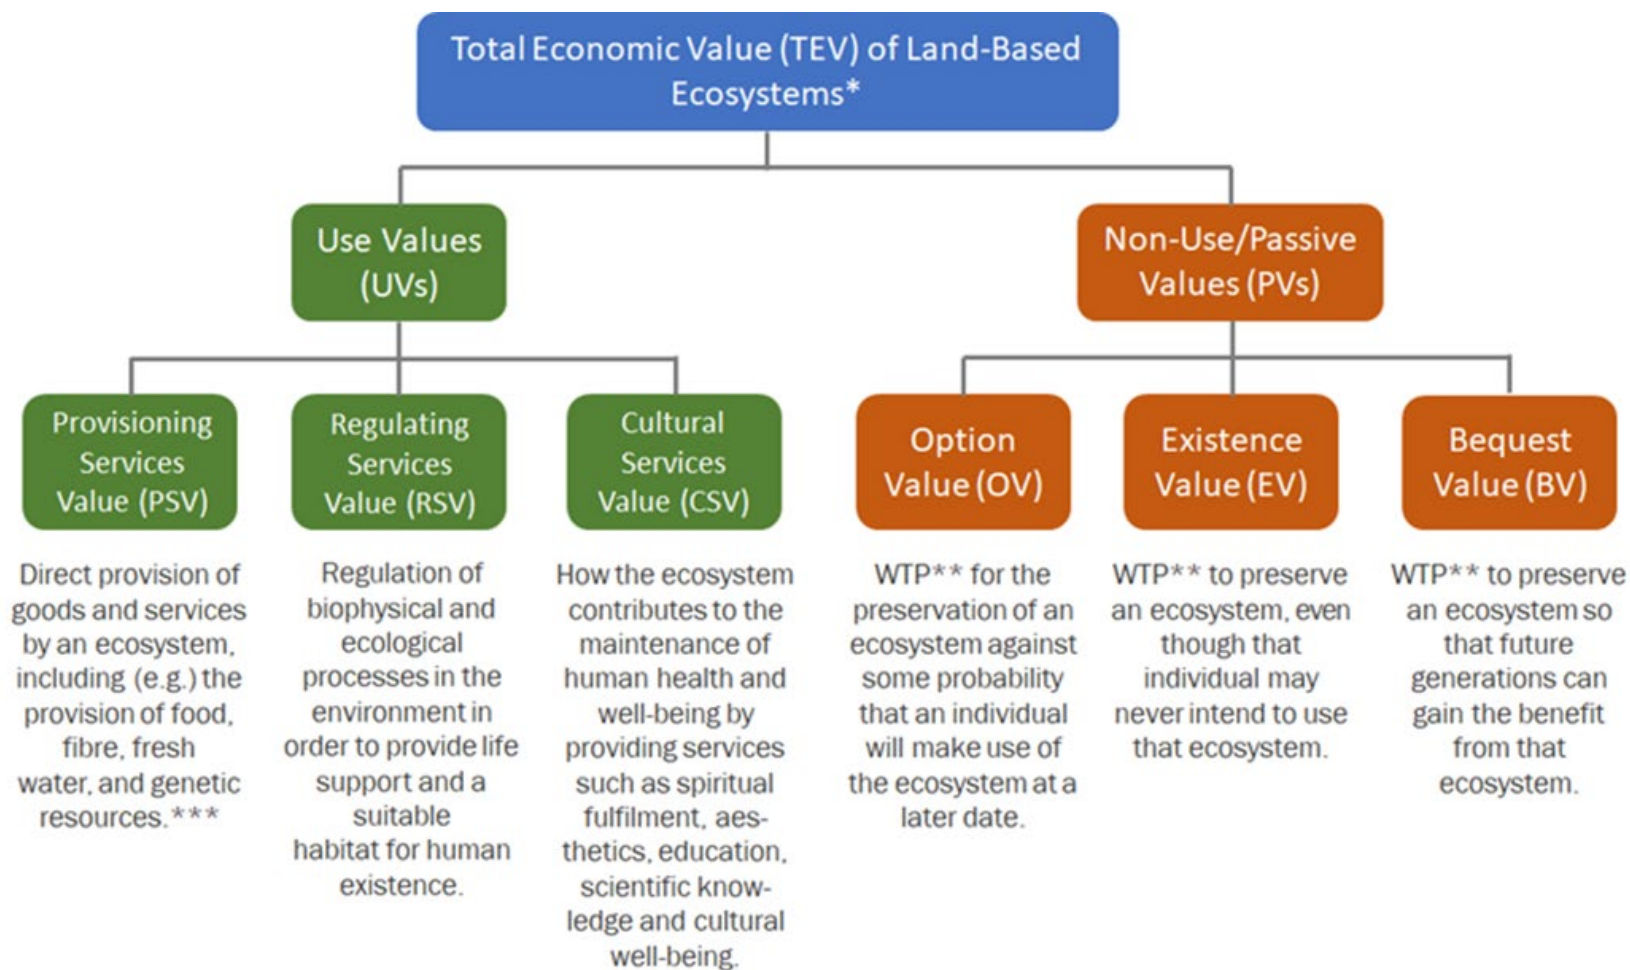 Total Economic Value (TEV) of Land-Based
Ecosystems*
Use Values
(UVs)
Non-Use/Passive
Values (PVs)
Provisioning
Services
Value (PSV)
Regulating
Services
Value (RSV)
Cultural
Services
Value (CSV)
Option
Value (OV)
Existence
Value (EV)
Bequest
Value (BV)
Direct provision of
goods and services
by an ecosystem,
including (e.g.) the
provision of food,
fibre, fresh
water, and genetic
resources.***
Regulation of
biophysical and
ecological
processes in the
environment in
order to provide life
support and a
suitable
habitat for human
existence.
How the ecosystem
contributes to the
maintenance of
human health and
well-being by
providing services
such as spiritual
fulfilment, aes-
thetics, education,
scientific know-
ledge and cultural
well-being.
WTP** for the
preservation of an
ecosystem against
some probability
that an individual
will make use of
the ecosystem at a
later date.
WTP** to preserve
an ecosystem, even
though that
individual may
never intend to use
that ecosystem.
WTP** to preserve
an ecosystem so
that future
generations can
gain the benefit
from that
ecosystem.